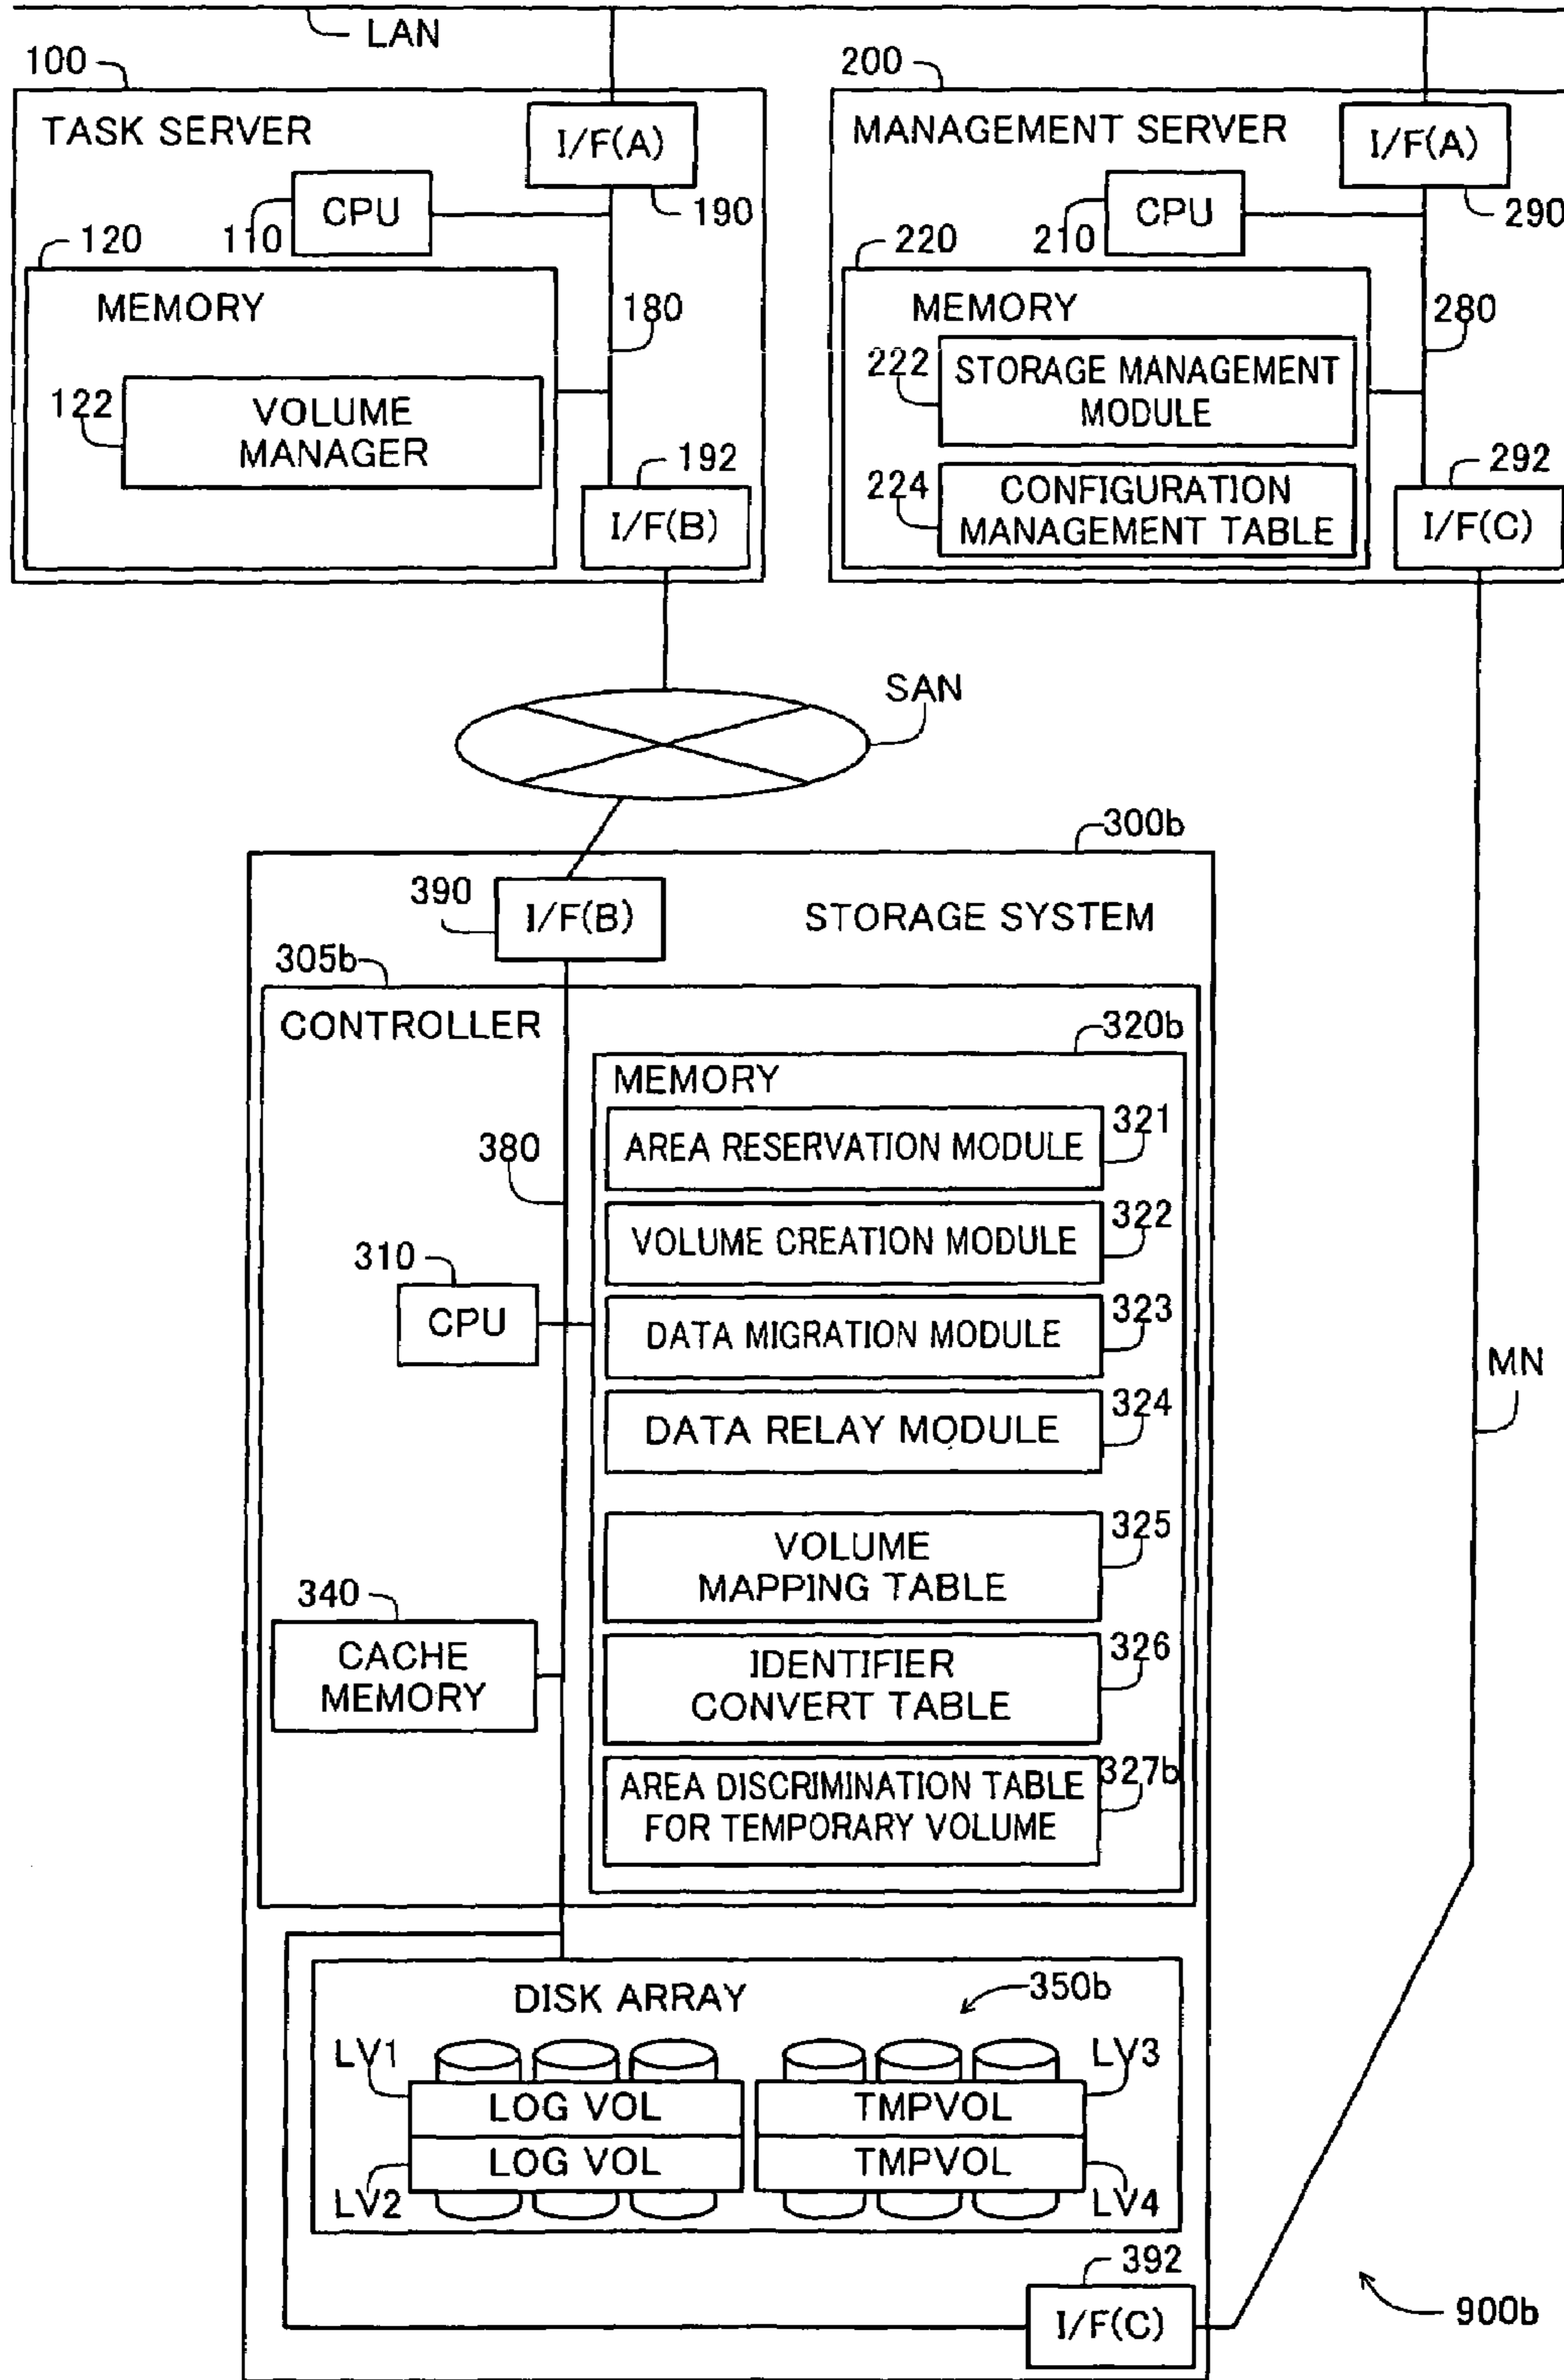 LAN
100
200
TASK SERVER
I/F(A)
MANAGEMENT SERVER
I/F(A)
CPU
110
190
CPU
210
290
120
220
MEMORY
180
MEMORY
280
122
VOLUME
MANAGER
222
STORAGE MANAGEMENT
MODULE
192
292
224
CONFIGURATION
MANAGEMENT TABLE
I/F(B)
I/F(C)
SAN
300b
390
I/F(B)
STORAGE SYSTEM
305b
CONTROLLER
320b
MEMORY
321
AREA RESERVATION MODULE
380
322
VOLUME CREATION MODULE
310
CPU
323
DATA MIGRATION MODULE
MN
324
DATA RELAY MODULE
325
VOLUME
MAPPING TABLE
340
CACHE
MEMORY
326
IDENTIFIER
CONVERT TABLE
327b
AREA DISCRIMINATION TABLE
FOR TEMPORARY VOLUME
DISK ARRAY
350b
LV1
LV3
LOG VOL
TMPVOL
LOG VOL
TMPVOL
LV2
LV4
392
I/F(C)
900b